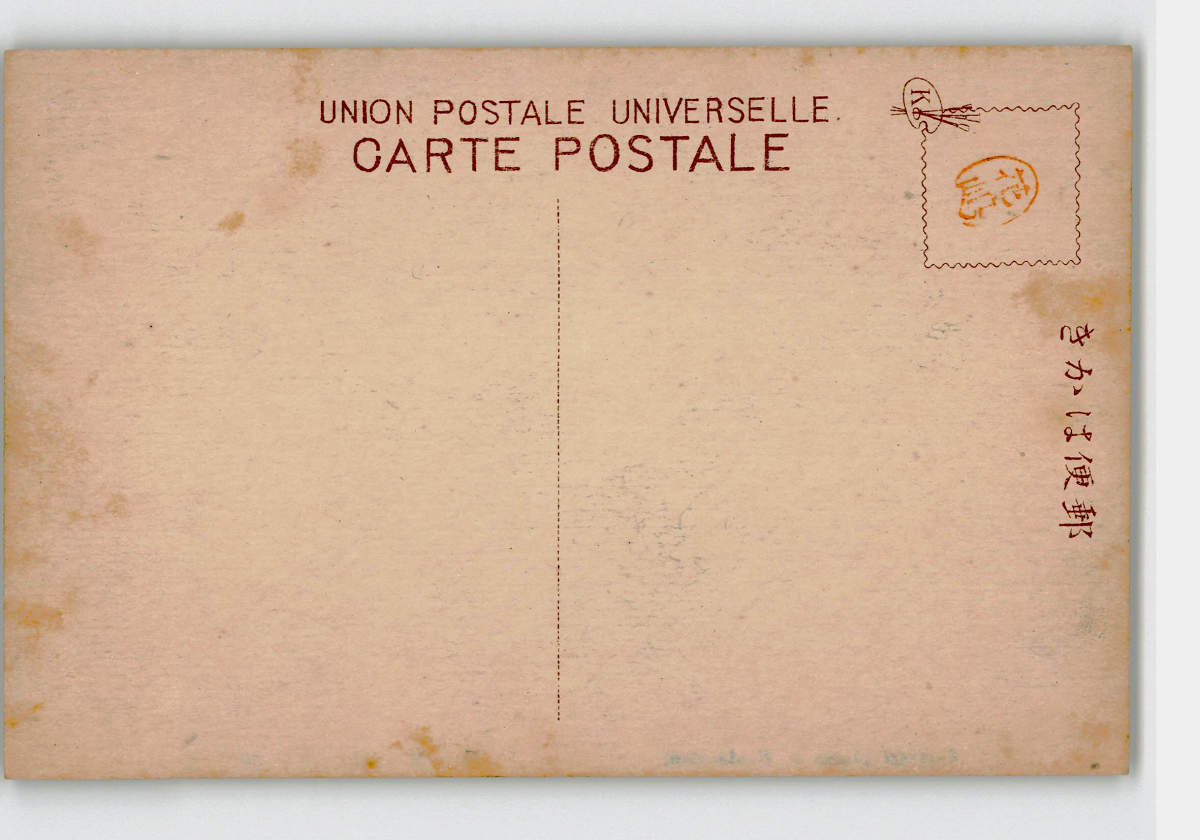 UNION POSTALE UNIVERSELLE.
CARTE POSTALE
K
きかは便郵